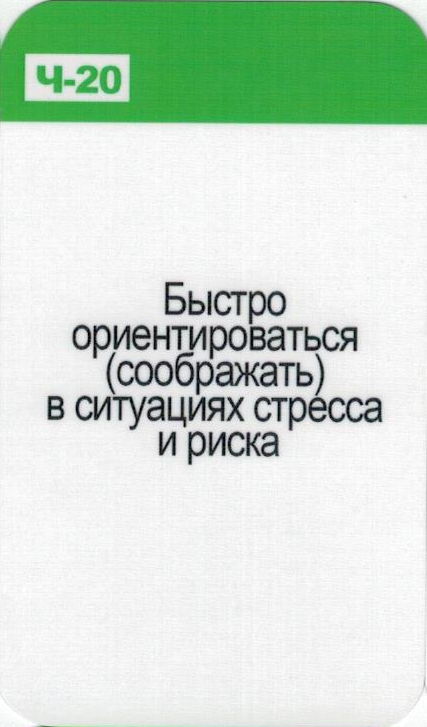 Ч-20
Быстро
ориентироваться
(соображать)
в ситуациях стресса
и риска